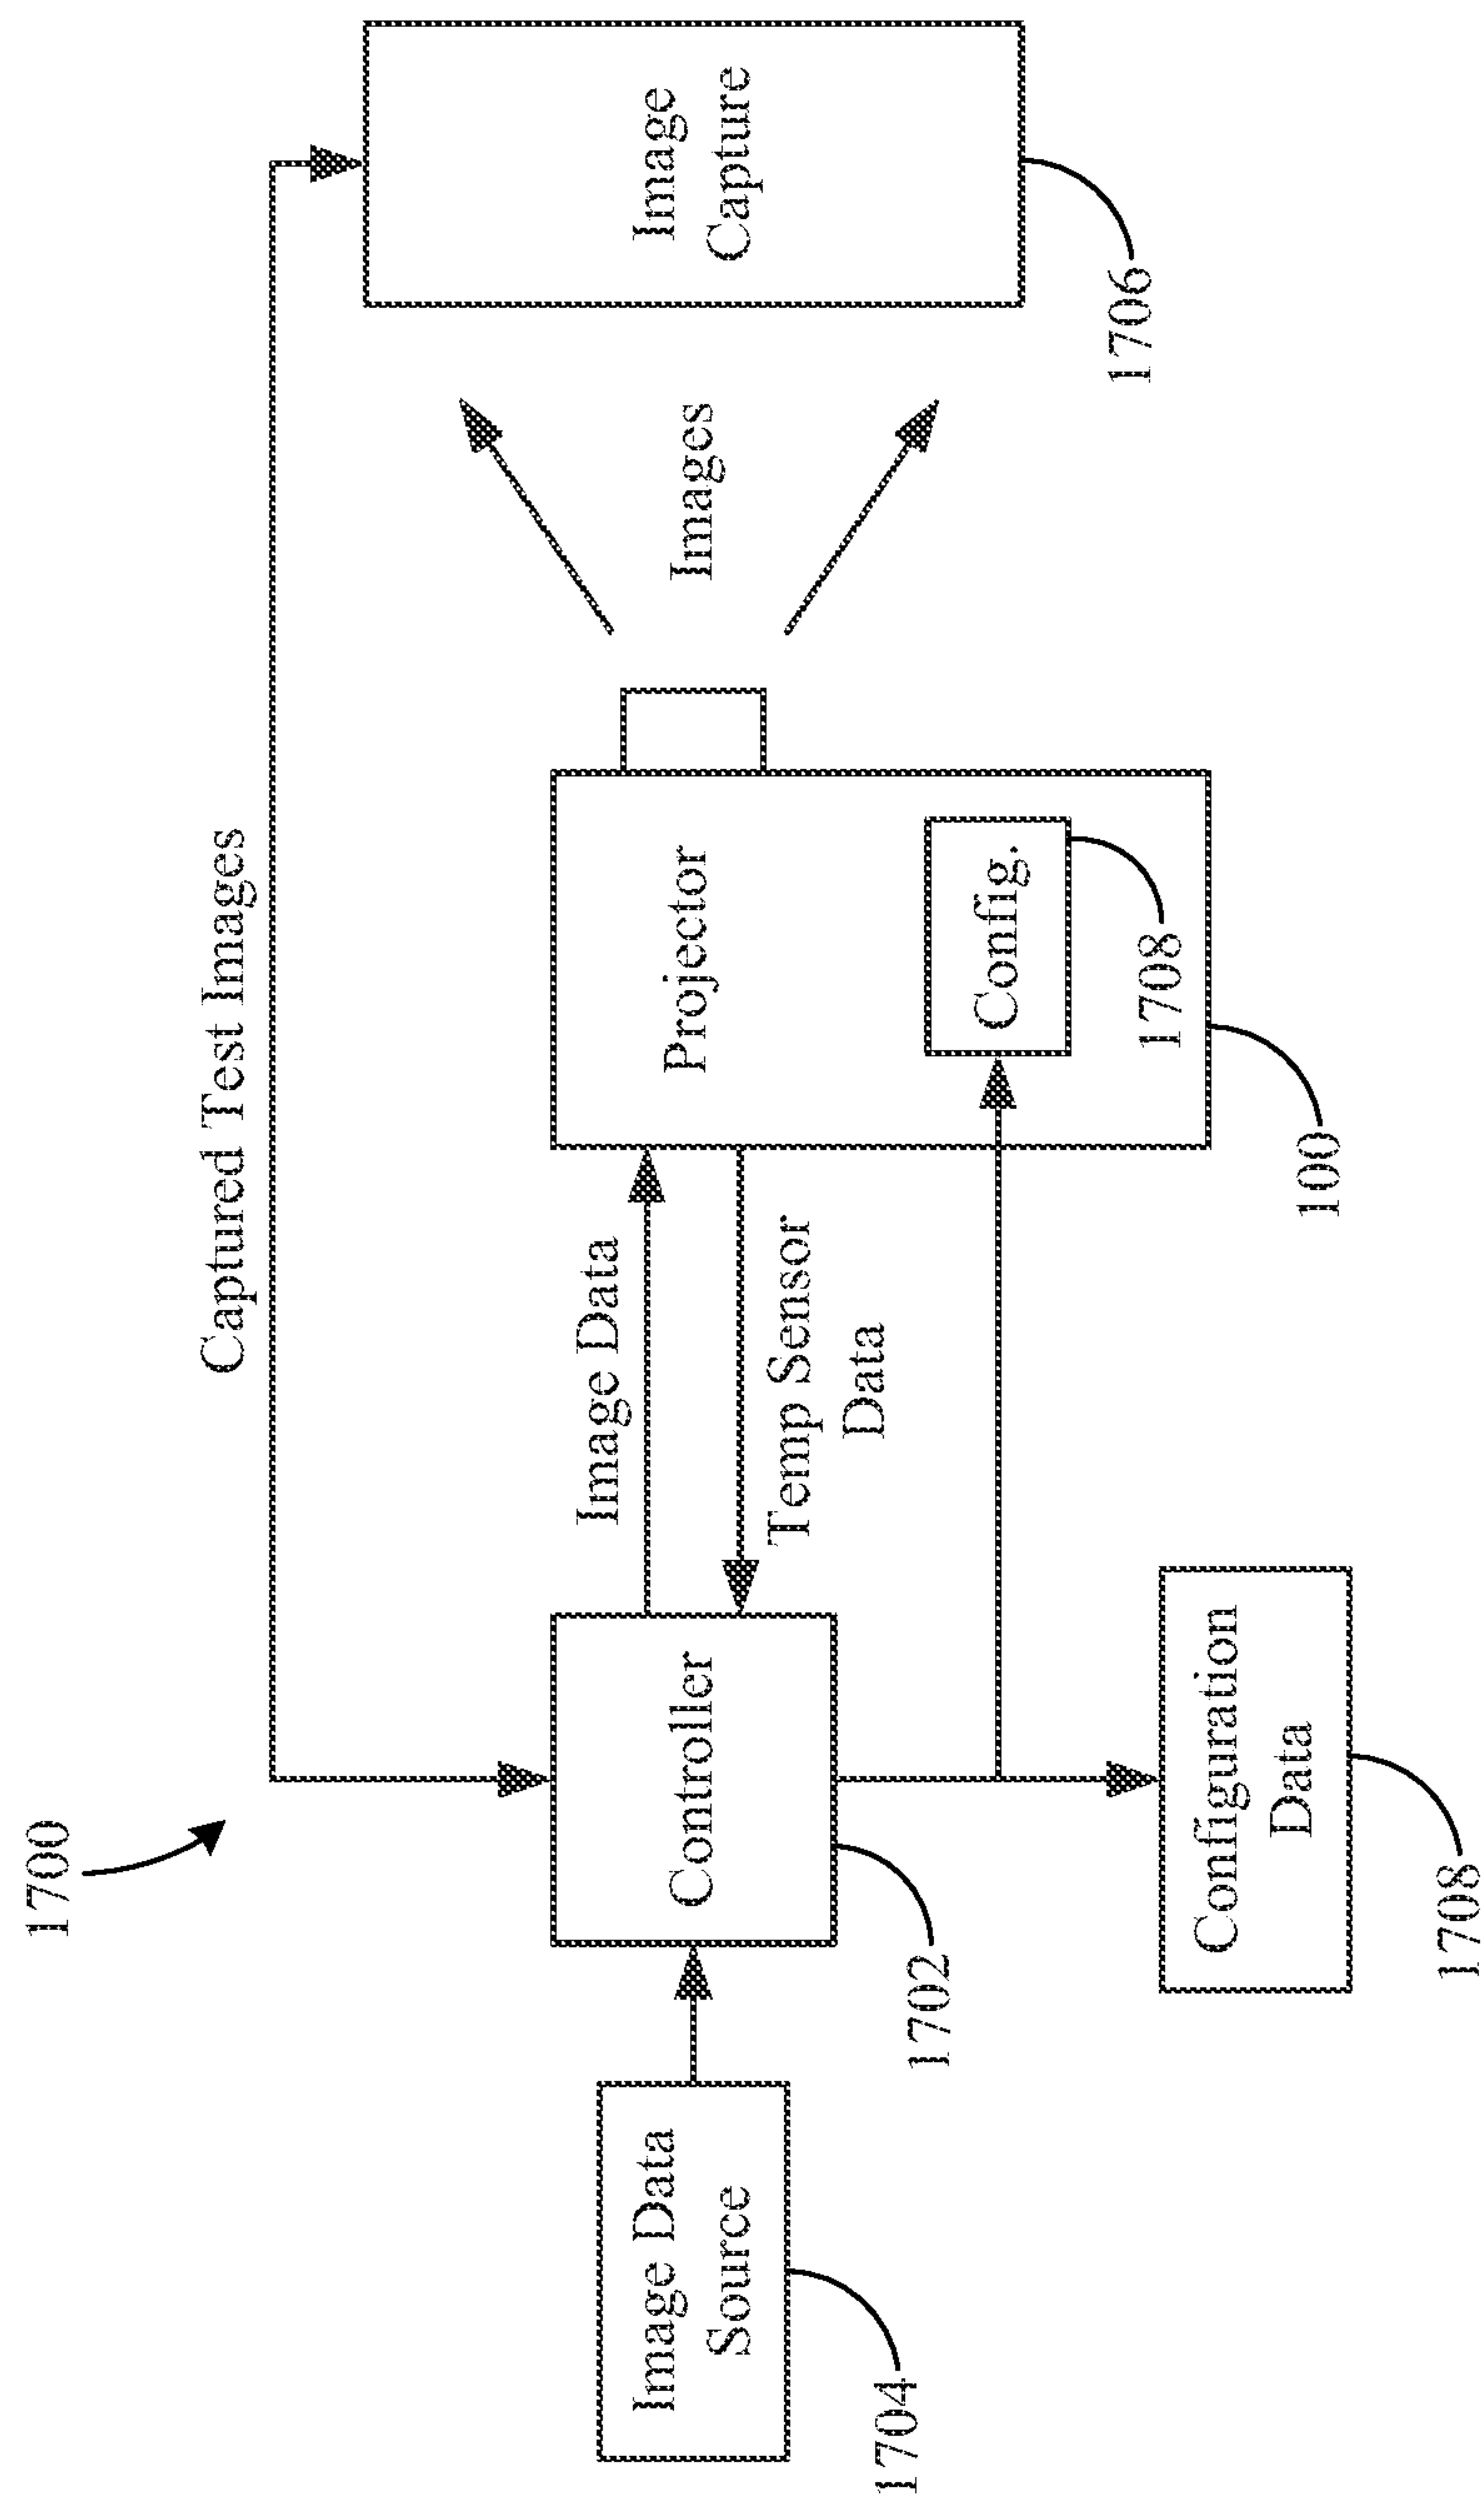 1700
Captured Test Images
Image Data
Source
1704
Controller
1702
Image Data
Temp Sensor
Data
Projector
Config.
1708
100
Images
Image
Capture
1706
Configuration
Data
1708